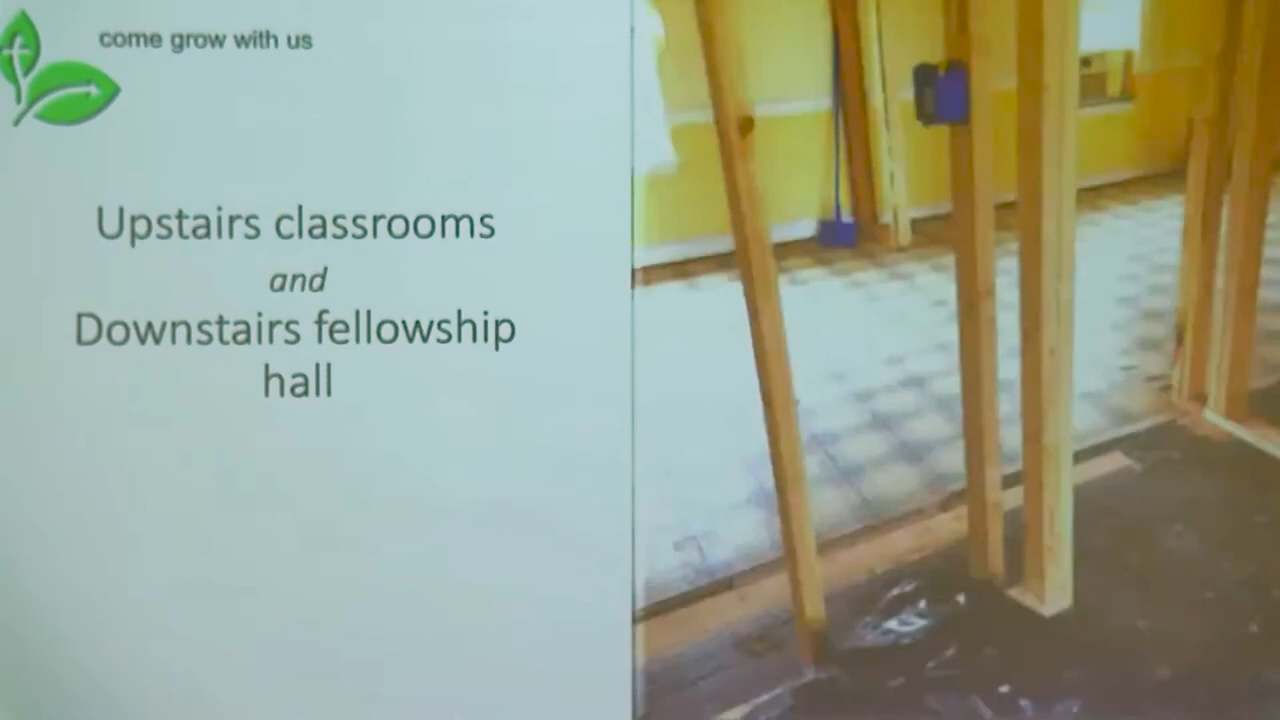 come grow with us
Upstairs classrooms
and
Downstairs fellowship
hall